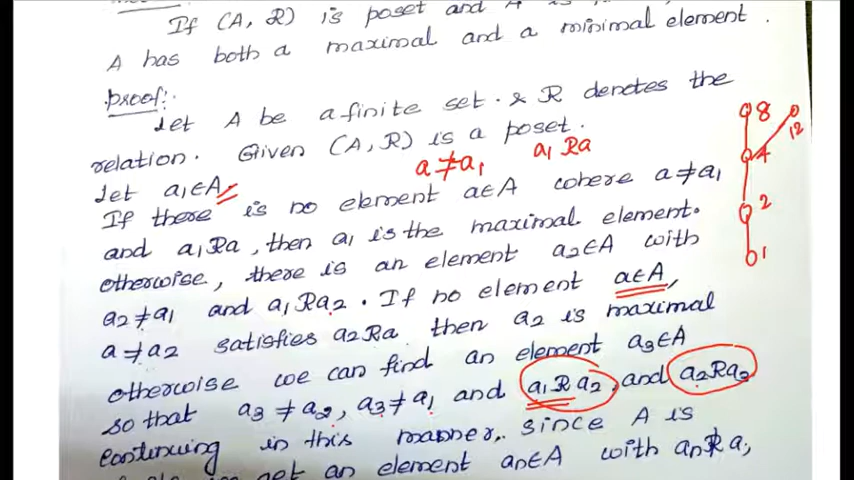 If (A, R) is poset and A is
A has both a maximal and a minimal element.
proof:
Let A be a finite set. & R denotes the
relation. Given (A, R) is a poset.
a ≠ a₁ a₁ R a
Let a₁ ∈ A
If there is no element a ∈ A where a ≠ a₁
and a₁Ra, then a₁ is the maximal element.
otherwise, there is an element a₂ ∈ A with
a₂ ≠ a₁ and a₁Ra₂. If no element a ∈ A,
a ≠ a₂ satisfies a₂Ra then a₂ is maximal
otherwise we can find an element a₃ ∈ A
so that a₃ ≠ a₂, a₃ ≠ a₁ and a₁Ra₂, and a₂Ra₃
continuing in this manner, since A is
get an element aₙ ∈ A with aₙR̸a,
8
12
4
2
1